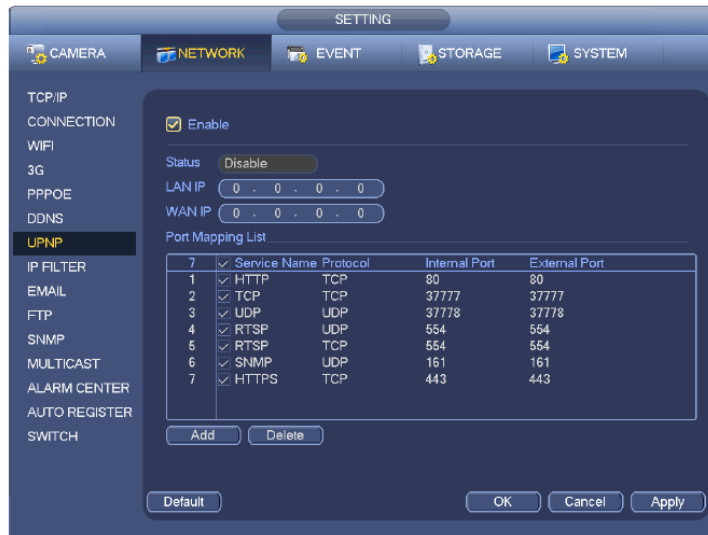 SETTING
CAMERA NETWORK EVENT STORAGE SYSTEM
TCP/IP
CONNECTION
WIFI
3G
PPPOE
DDNS
UPNP
IP FILTER
EMAIL
FTP
SNMP
MULTICAST
ALARM CENTER
AUTO REGISTER
SWITCH
Enable
Status Disable
LAN IP 0 . 0 . 0 . 0
WAN IP 0 . 0 . 0 . 0
Port Mapping List
7 Service Name Protocol Internal Port External Port
1 HTTP TCP 80 80
2 TCP TCP 37777 37777
3 UDP UDP 37778 37778
4 RTSP UDP 554 554
5 RTSP TCP 554 554
6 SNMP UDP 161 161
7 HTTPS TCP 443 443
Add Delete
Default OK Cancel Apply